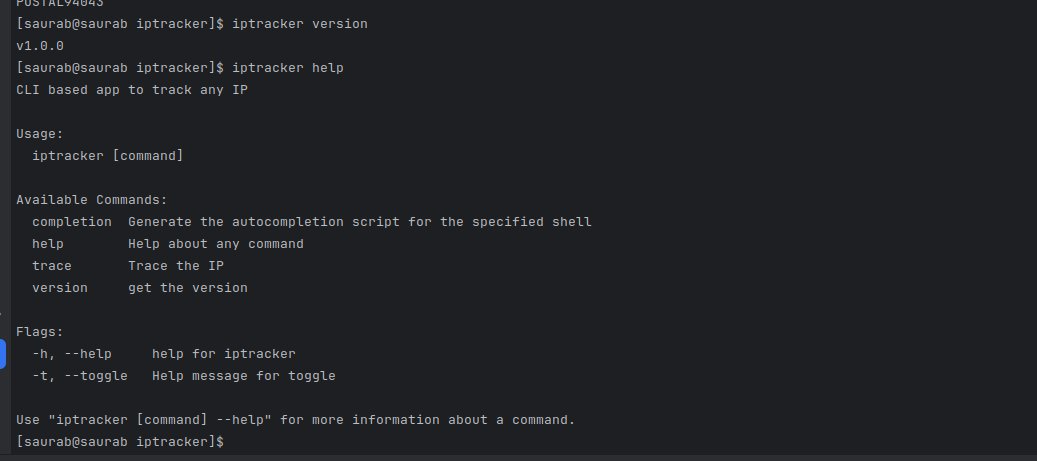 POSTAL94043
[saurab@saurab iptracker]$ iptracker version
v1.0.0
[saurab@saurab iptracker]$ iptracker help
CLI based app to track any IP

Usage:
  iptracker [command]

Available Commands:
  completion  Generate the autocompletion script for the specified shell
  help        Help about any command
  trace       Trace the IP
  version     get the version

Flags:
  -h, --help     help for iptracker
  -t, --toggle   Help message for toggle

Use "iptracker [command] --help" for more information about a command.
[saurab@saurab iptracker]$